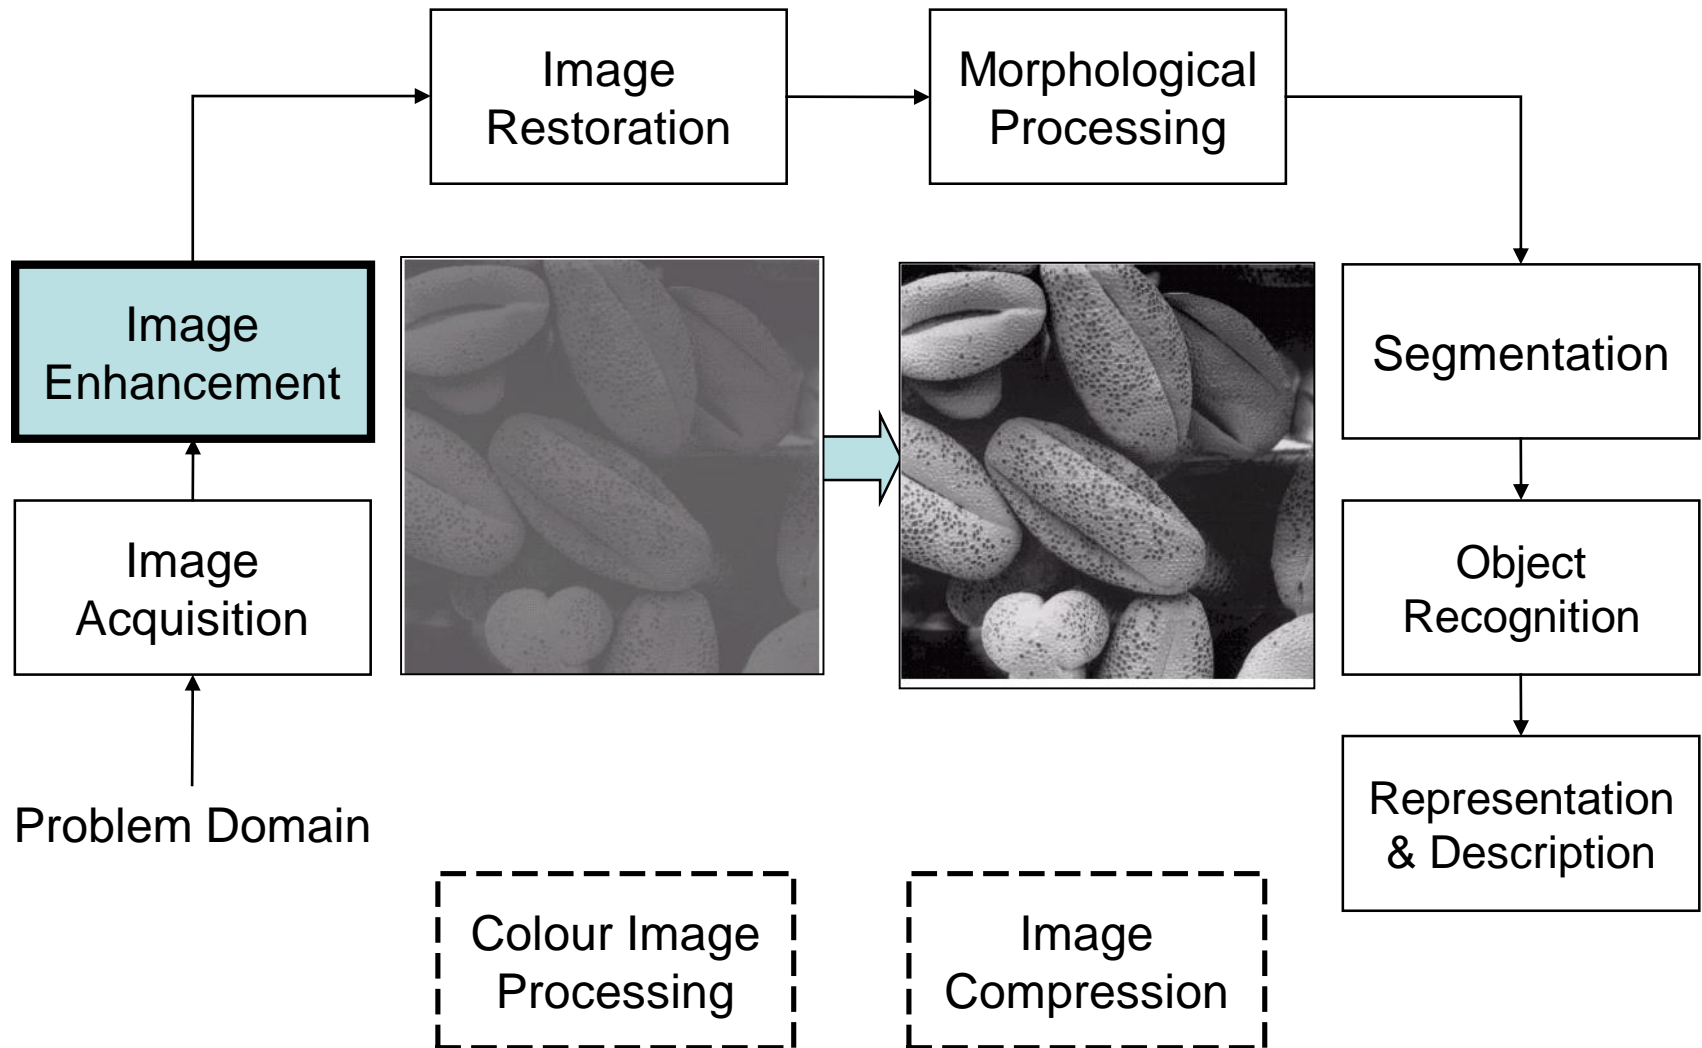 Image
Restoration
Morphological
Processing
Image
Enhancement
Segmentation
Image
Acquisition
Object
Recognition
Problem Domain
Representation
& Description
Colour Image
Processing
Image
Compression